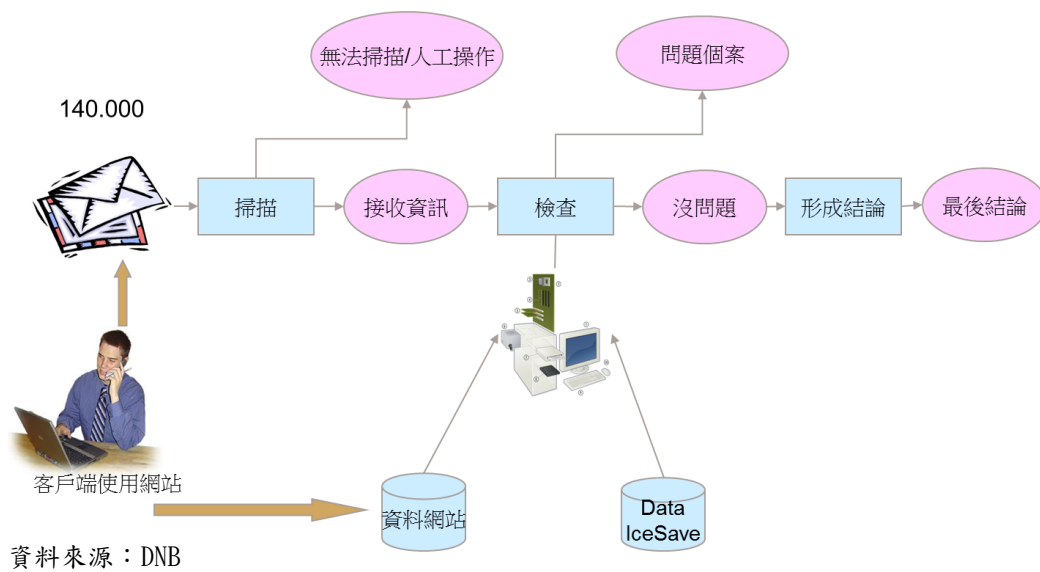 無法掃描/人工操作
問題個案
140.000
掃描
接收資訊
檢查
沒問題
形成結論
最後結論
客戶端使用網站
資料網站
Data
IceSave
資料來源：DNB